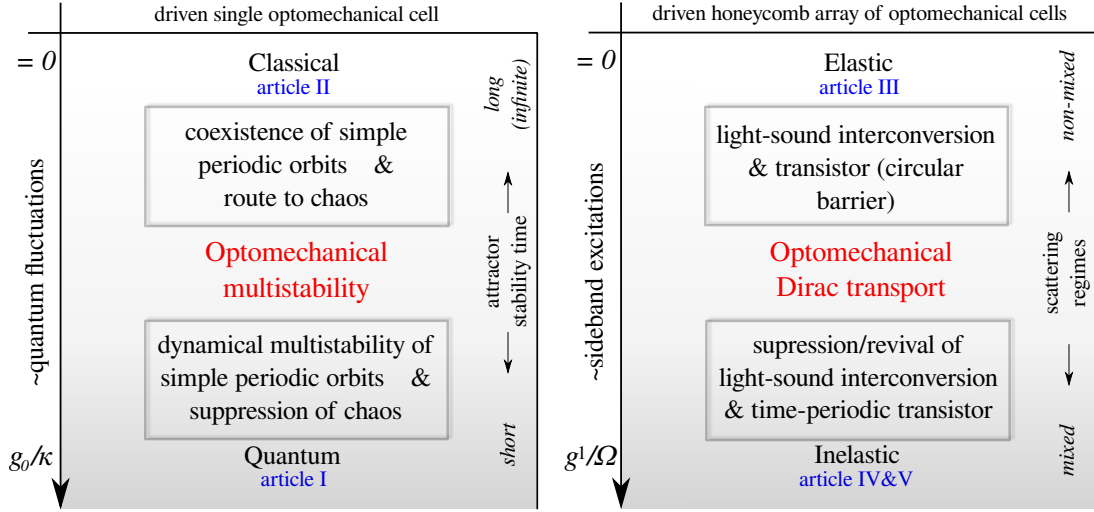 driven single optomechanical cell
= 0
Classical
article II
coexistence of simple
periodic orbits &
route to chaos
long
(infinite)
~quantum fluctuations
Optomechanical
multistability
attractor
stability time
dynamical multistability of
simple periodic orbits &
suppression of chaos
short
g₀/κ
Quantum
article I
driven honeycomb array of optomechanical cells
= 0
Elastic
article III
light-sound interconversion
& transistor (circular
barrier)
non-mixed
~sideband excitations
Optomechanical
Dirac transport
scattering
regimes
supression/revival of
light-sound interconversion
& time-periodic transistor
mixed
g¹/Ω
Inelastic
article IV&V